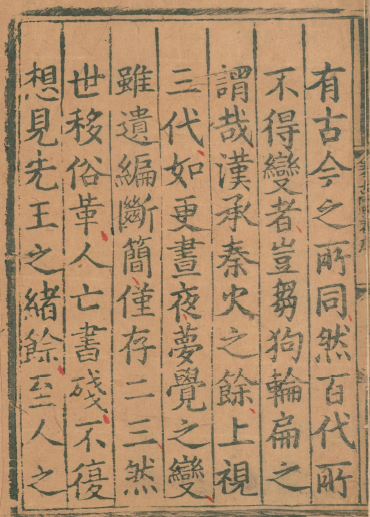 有古今之所同然百代所
不得變者豈芻狗輪扁之
謂哉漢承秦火之餘上視
三代如更晝夜夢覺之變
雖遺編斷簡僅存二三然
世移俗革人亡書殘不復
想見先王之緒餘至人之